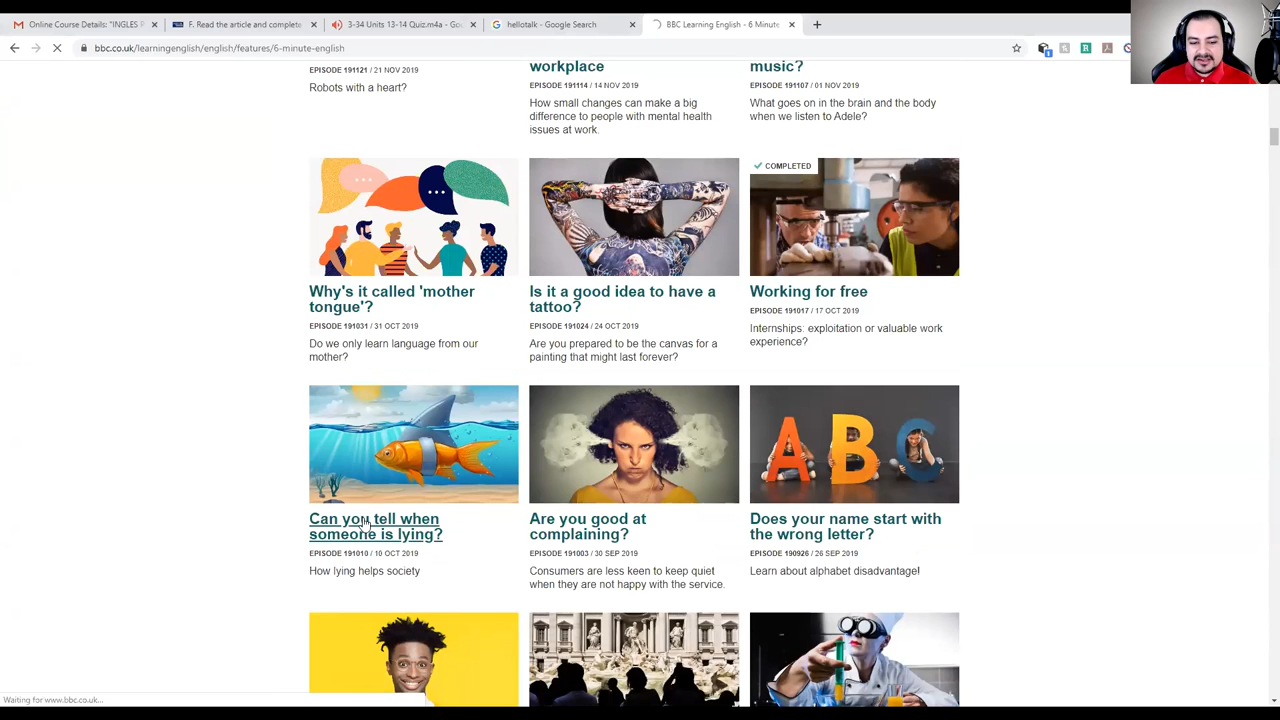 Online Course Details: "INGLES P
F. Read the article and complete
3-34 Units 13-14 Quiz.m4a - Go
hellotalk - Google Search
BBC Learning English - 6 Minute
bbc.co.uk/learningenglish/english/features/6-minute-english
EPISODE 191121 / 21 NOV 2019
Robots with a heart?
workplace
EPISODE 191114 / 14 NOV 2019
How small changes can make a big
difference to people with mental health
issues at work.
music?
EPISODE 191107 / 01 NOV 2019
What goes on in the brain and the body
when we listen to Adele?
Why's it called 'mother
tongue'?
EPISODE 191031 / 31 OCT 2019
Do we only learn language from our
mother?
Is it a good idea to have a
tattoo?
EPISODE 191024 / 24 OCT 2019
Are you prepared to be the canvas for a
painting that might last forever?
COMPLETED
Working for free
EPISODE 191017 / 17 OCT 2019
Internships: exploitation or valuable work
experience?
Can you tell when
someone is lying?
EPISODE 191010 / 10 OCT 2019
How lying helps society
Are you good at
complaining?
EPISODE 191003 / 30 SEP 2019
Consumers are less keen to keep quiet
when they are not happy with the service.
ABC
Does your name start with
the wrong letter?
EPISODE 190926 / 26 SEP 2019
Learn about alphabet disadvantage!
Waiting for www.bbc.co.uk...